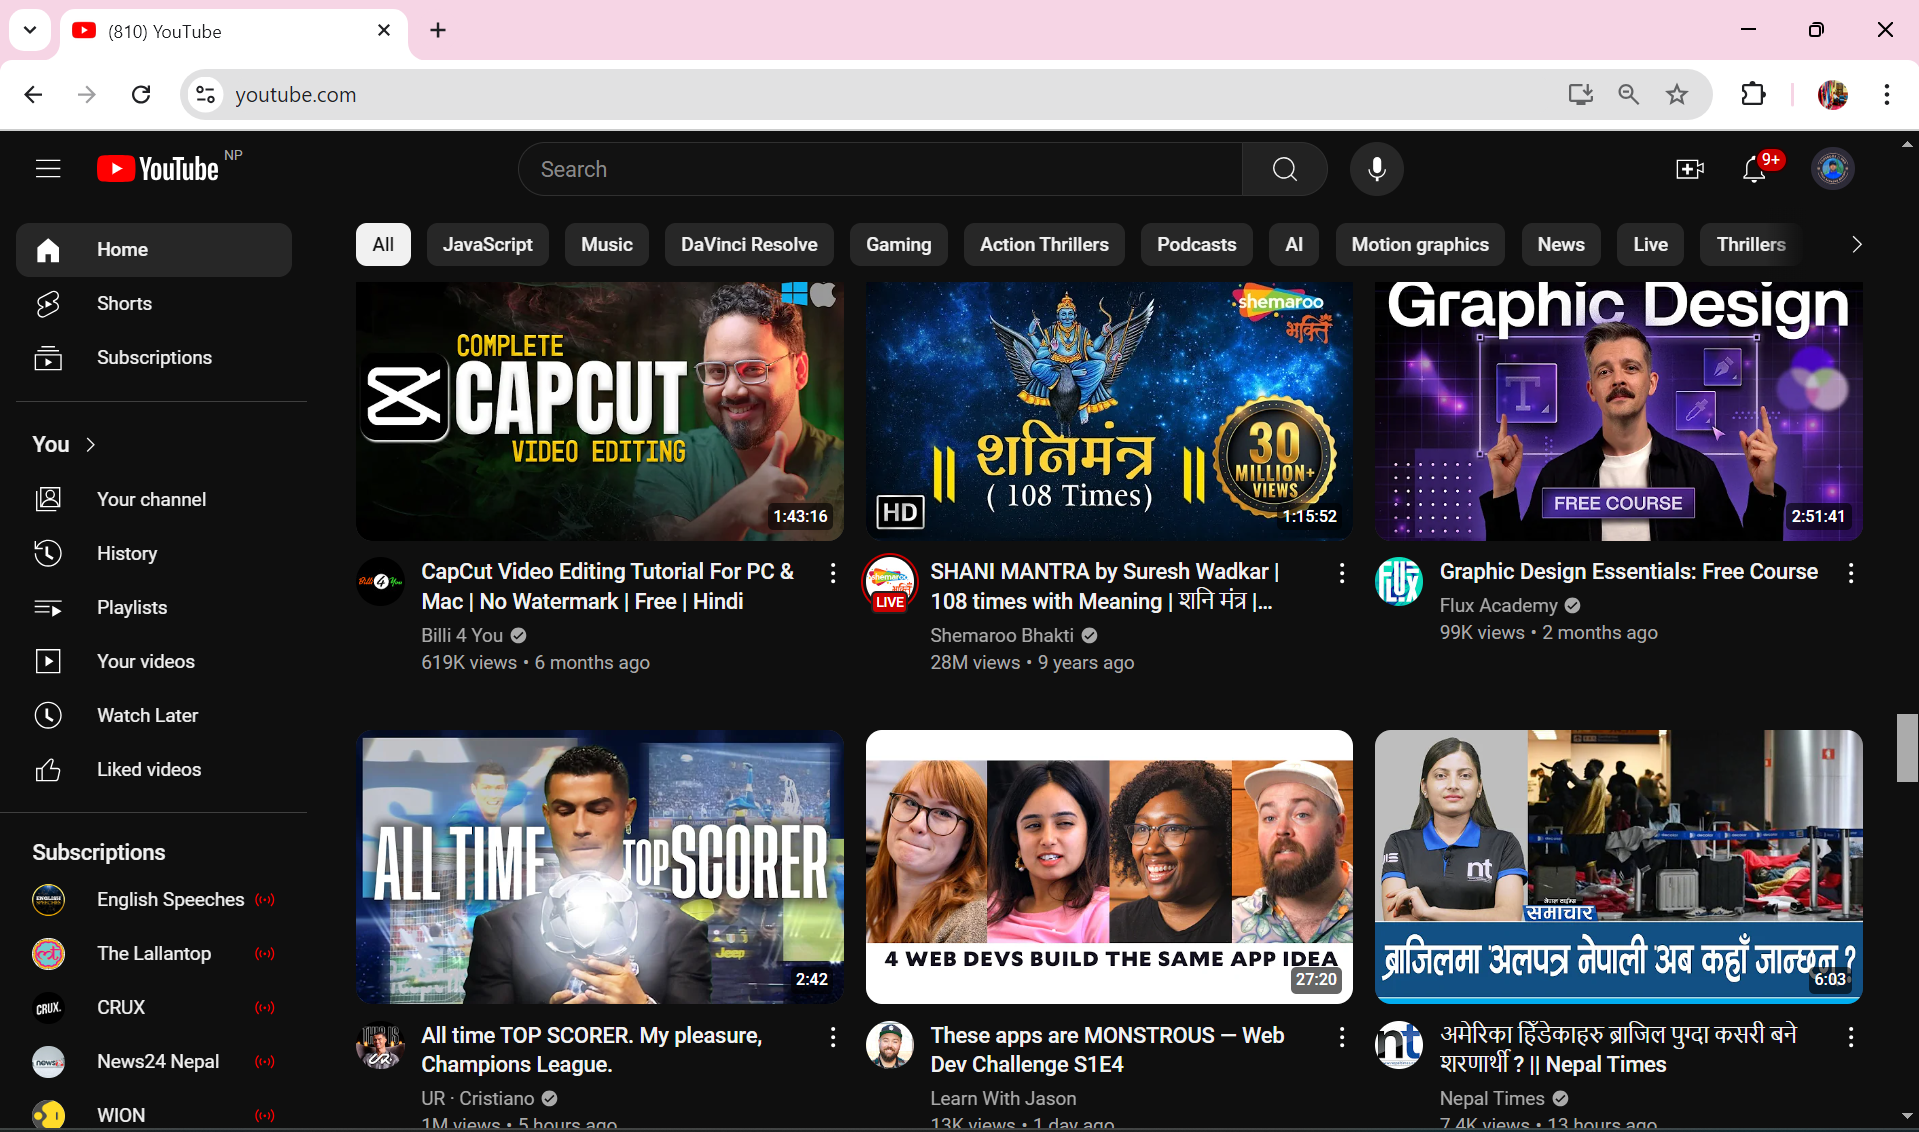 (810) YouTube
youtube.com
YouTube NP
Search
9+
Home
Shorts
Subscriptions
You
Your channel
History
Playlists
Your videos
Watch Later
Liked videos
Subscriptions
English Speeches
The Lallantop
CRUX
News24 Nepal
WION
All JavaScript Music DaVinci Resolve Gaming Action Thrillers Podcasts AI Motion graphics News Live Thrillers
COMPLETE
CAPCUT
VIDEO EDITING
1:43:16
CapCut Video Editing Tutorial For PC &
Mac | No Watermark | Free | Hindi
Billi 4 You
619K views • 6 months ago
shemaroo
भक्ति
शनिमंत्र
( 108 Times)
30
MILLION+
VIEWS
HD
1:15:52
LIVE
SHANI MANTRA by Suresh Wadkar |
108 times with Meaning | शनि मंत्र |...
Shemaroo Bhakti
28M views • 9 years ago
Graphic Design
T
FREE COURSE
2:51:41
FLUX
Graphic Design Essentials: Free Course
Flux Academy
99K views • 2 months ago
ALL TIME TOP SCORER
Jeep
2:42
All time TOP SCORER. My pleasure,
Champions League.
UR · Cristiano
1M views • 5 hours ago
4 WEB DEVS BUILD THE SAME APP IDEA
27:20
These apps are MONSTROUS — Web
Dev Challenge S1E4
Learn With Jason
13K views • 1 day ago
nt
समाचार
ब्राजिलमा अलपत्र नेपाली अब कहाँ जान्छन् ?
6:03
nt
अमेरिका हिँडेकाहरु ब्राजिल पुग्दा कसरी बने
शरणार्थी ? || Nepal Times
Nepal Times
7.4K views • 13 hours ago